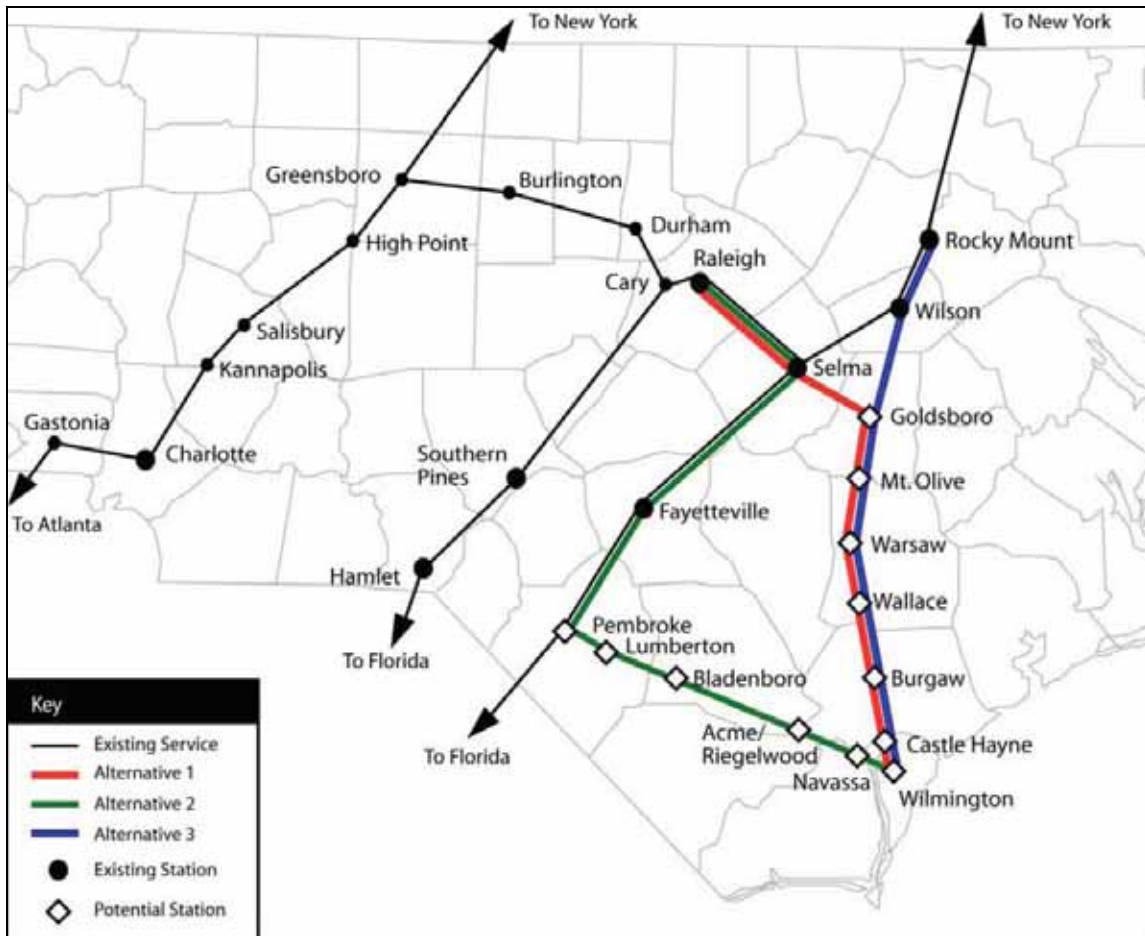 To New York
To New York
Greensboro
Burlington
Durham
High Point
Raleigh
Rocky Mount
Cary
Wilson
Salisbury
Kannapolis
Selma
Goldsboro
Gastonia
Charlotte
Southern
Pines
Mt. Olive
To Atlanta
Fayetteville
Warsaw
Hamlet
Wallace
Pembroke
Lumberton
To Florida
Bladenboro
Burgaw
Key
Acme/
Riegelwood
Castle Hayne
To Florida
Navassa
Wilmington
Existing Service
Alternative 1
Alternative 2
Alternative 3
Existing Station
Potential Station